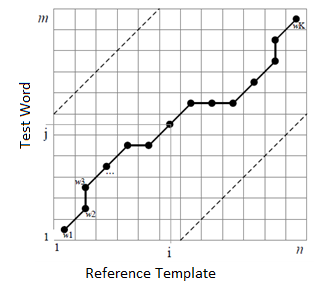 m
wK
Test Word
j
w3
...
w2
w1
1
1
i
n
Reference Template